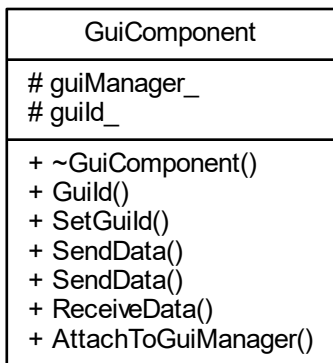 GuiComponent
# guiManager_
# guiId_
+ ~GuiComponent()
+ GuiId()
+ SetGuiId()
+ SendData()
+ SendData()
+ ReceiveData()
+ AttachToGuiManager()